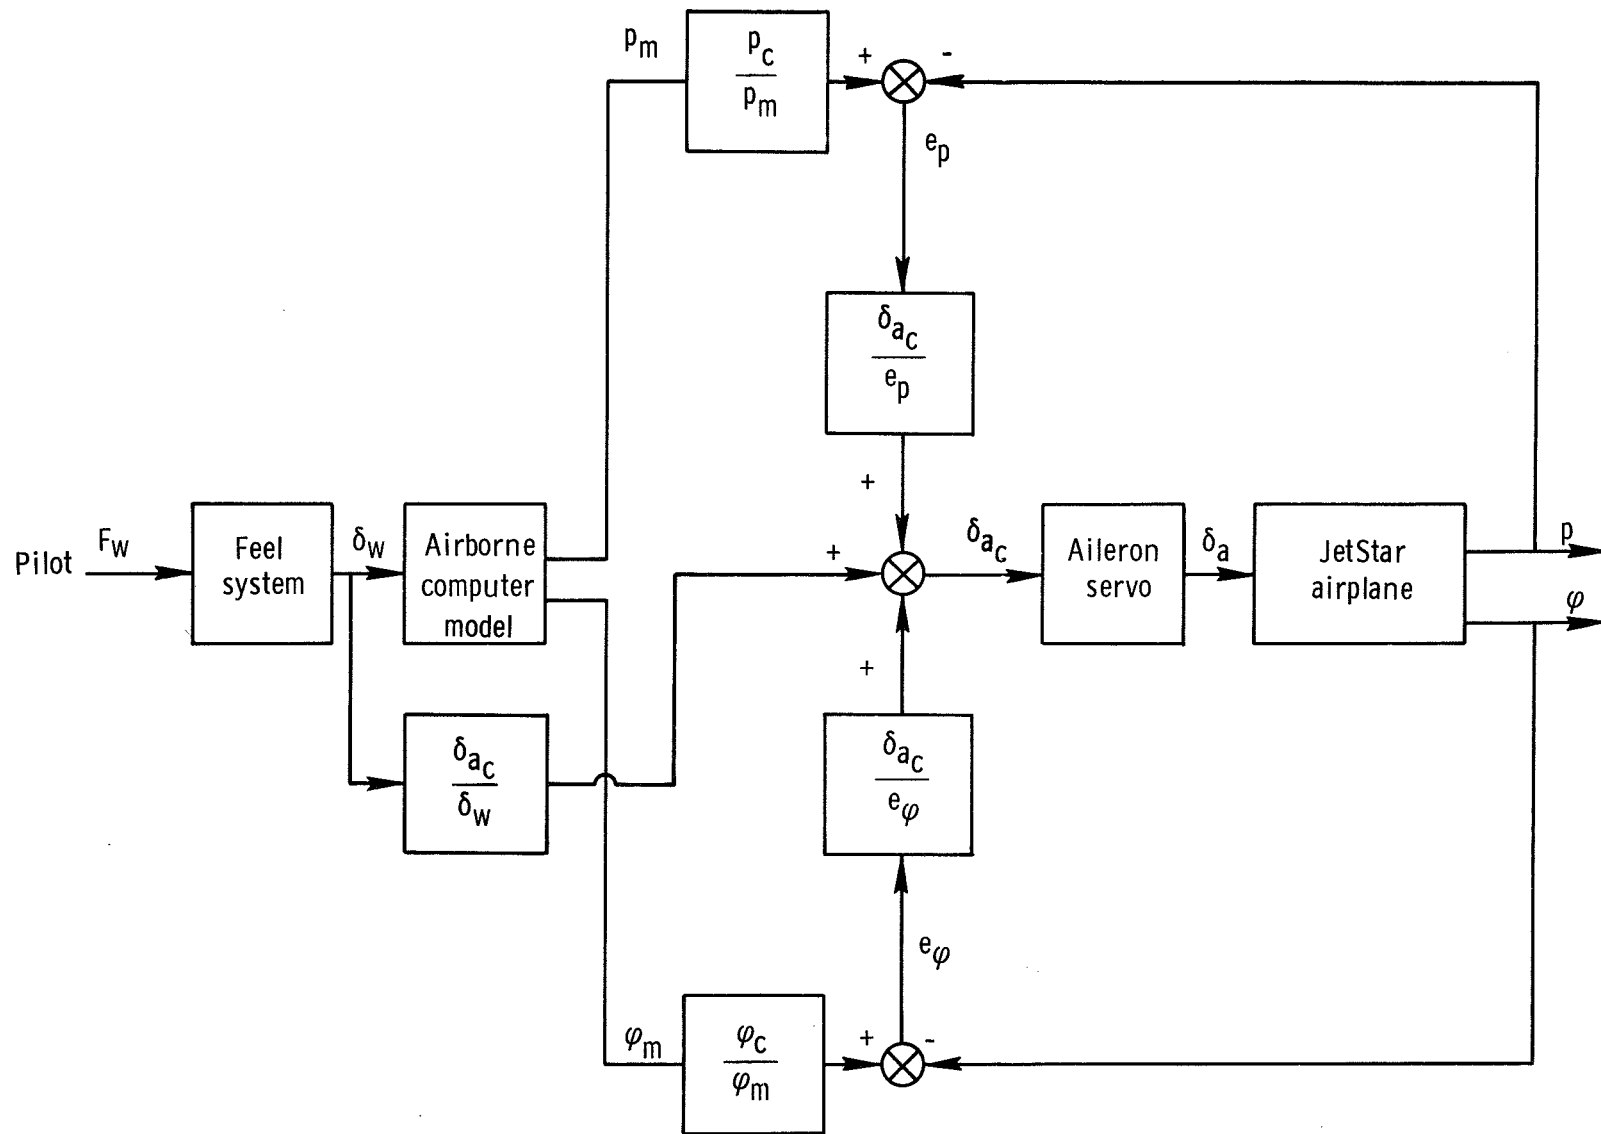 p_m
p_c
p_m
+
-
e_p
δ_a_c
e_p
+
Pilot
F_w
Feel
system
δ_w
Airborne
computer
model
+
δ_a_c
Aileron
servo
δ_a
JetStar
airplane
p
φ
+
δ_a_c
δ_w
δ_a_c
e_φ
e_φ
φ_m
φ_c
φ_m
+
-